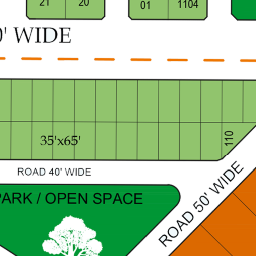 21 20 01 1104
0' WIDE
35'x65'
110
ROAD 40' WIDE
PARK / OPEN SPACE
ROAD 50' WIDE